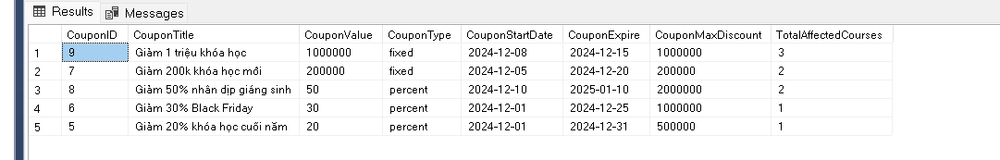 Results Messages
CouponID CouponTitle CouponValue CouponType CouponStartDate CouponExpire CouponMaxDiscount TotalAffectedCourses
1 9 Giảm 1 triệu khóa học 1000000 fixed 2024-12-08 2024-12-15 1000000 3
2 7 Giảm 200k khóa học mới 200000 fixed 2024-12-05 2024-12-20 200000 2
3 8 Giảm 50% nhân dịp giáng sinh 50 percent 2024-12-10 2025-01-10 2000000 2
4 6 Giảm 30% Black Friday 30 percent 2024-12-01 2024-12-25 1000000 1
5 5 Giảm 20% khóa học cuối năm 20 percent 2024-12-01 2024-12-31 500000 1